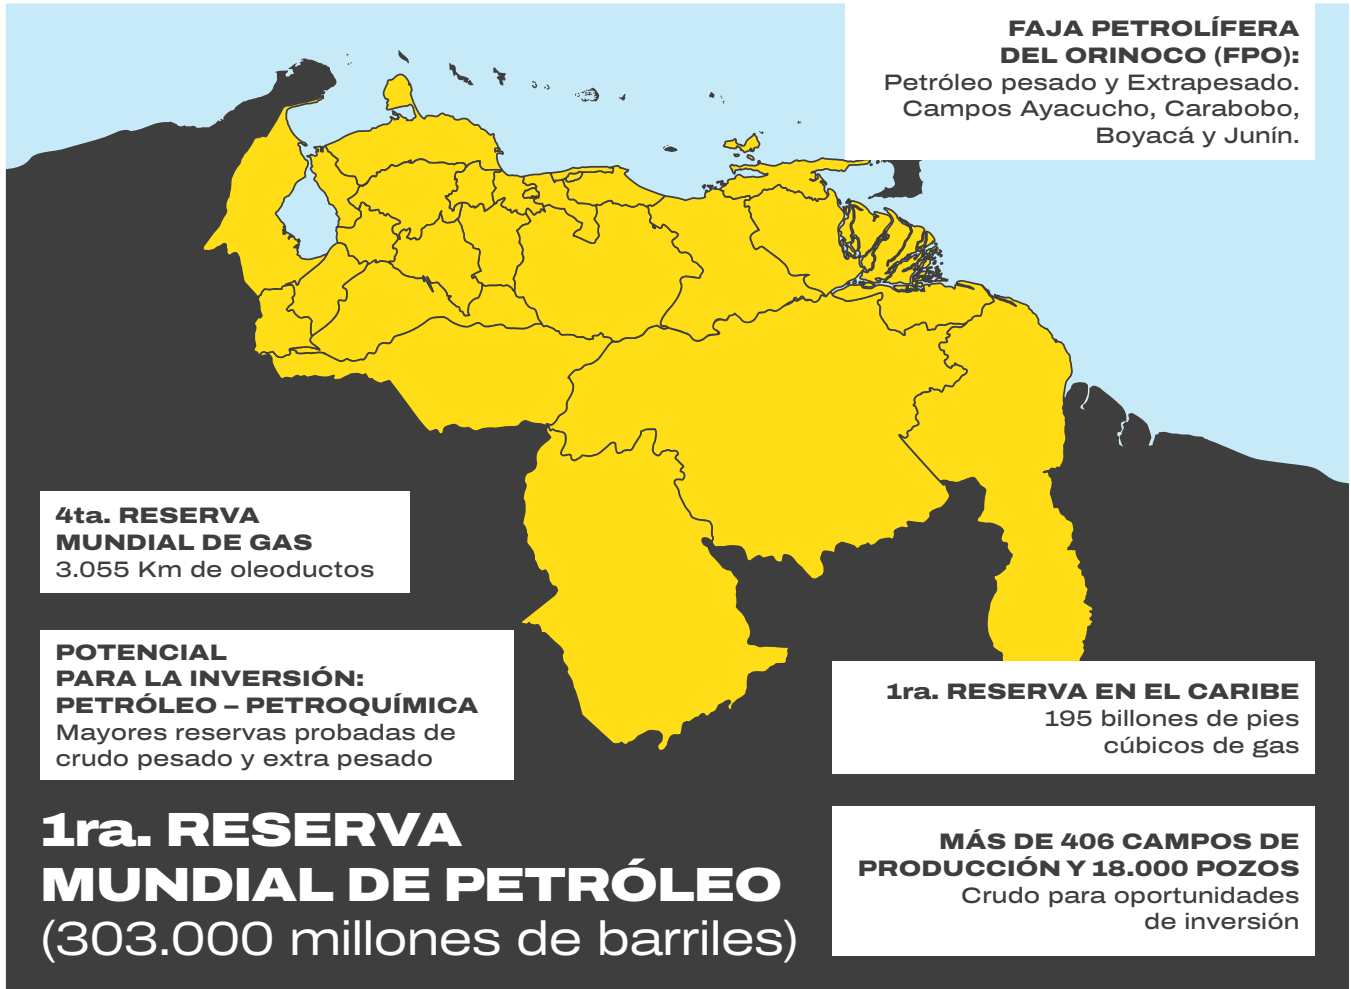 FAJA PETROLÍFERA
DEL ORINOCO (FPO):
Petróleo pesado y Extrapesado.
Campos Ayacucho, Carabobo,
Boyacá y Junín.
4ta. RESERVA
MUNDIAL DE GAS
3.055 Km de oleoductos
POTENCIAL
PARA LA INVERSIÓN:
PETRÓLEO – PETROQUÍMICA
Mayores reservas probadas de
crudo pesado y extra pesado
1ra. RESERVA EN EL CARIBE
195 billones de pies
cúbicos de gas
1ra. RESERVA
MUNDIAL DE PETRÓLEO
(303.000 millones de barriles)
MÁS DE 406 CAMPOS DE
PRODUCCIÓN Y 18.000 POZOS
Crudo para oportunidades
de inversión